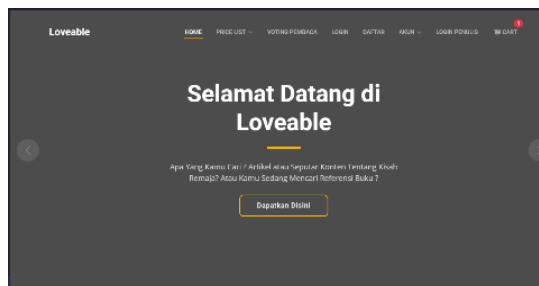 Loveable
HOME PRICE LIST VOTING PEMBACA LOGIN DAFTAR AKUN LOGIN PENULIS CART
Selamat Datang di
Loveable
Apa Yang Kamu Cari ? Artikel atau Seputar Konten Tentang Kisah
Remaja? Atau Kamu Sedang Mencari Referensi Buku ?
Dapatkan Disini